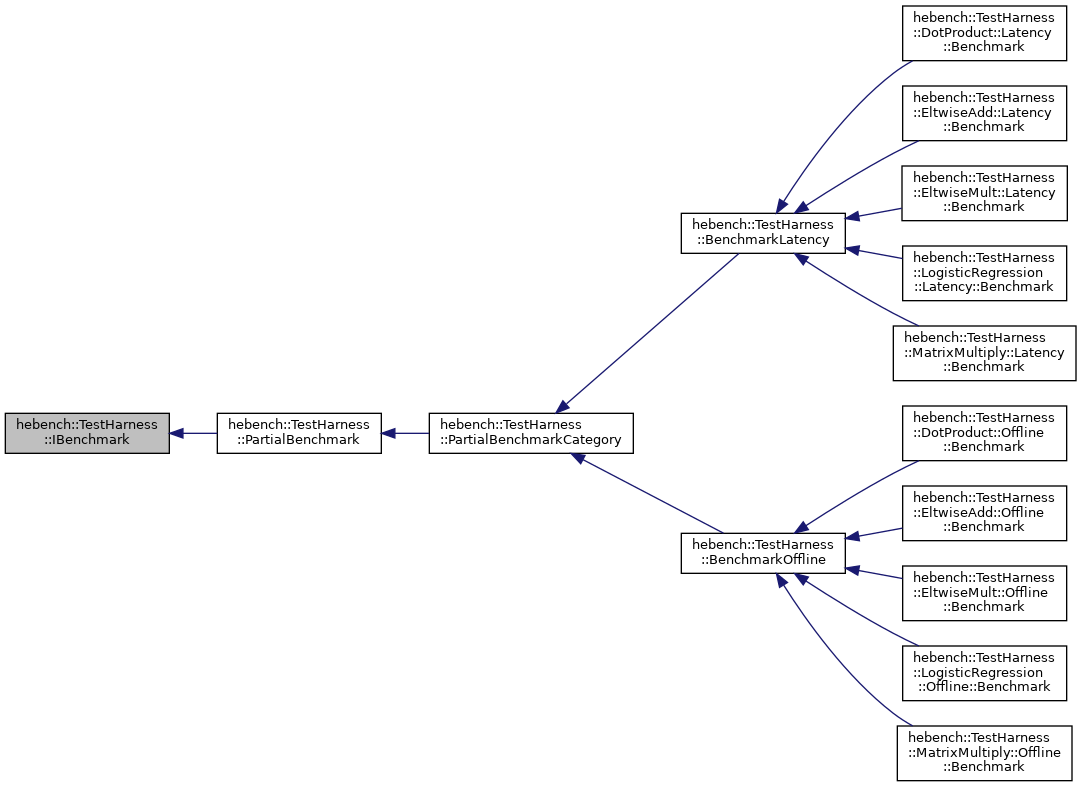 hebench::TestHarness
::DotProduct::Latency
::Benchmark
hebench::TestHarness
::EltwiseAdd::Latency
::Benchmark
hebench::TestHarness
::EltwiseMult::Latency
::Benchmark
hebench::TestHarness
::BenchmarkLatency
hebench::TestHarness
::LogisticRegression
::Latency::Benchmark
hebench::TestHarness
::MatrixMultiply::Latency
::Benchmark
hebench::TestHarness
::IBenchmark
hebench::TestHarness
::PartialBenchmark
hebench::TestHarness
::PartialBenchmarkCategory
hebench::TestHarness
::DotProduct::Offline
::Benchmark
hebench::TestHarness
::EltwiseAdd::Offline
::Benchmark
hebench::TestHarness
::BenchmarkOffline
hebench::TestHarness
::EltwiseMult::Offline
::Benchmark
hebench::TestHarness
::LogisticRegression
::Offline::Benchmark
hebench::TestHarness
::MatrixMultiply::Offline
::Benchmark